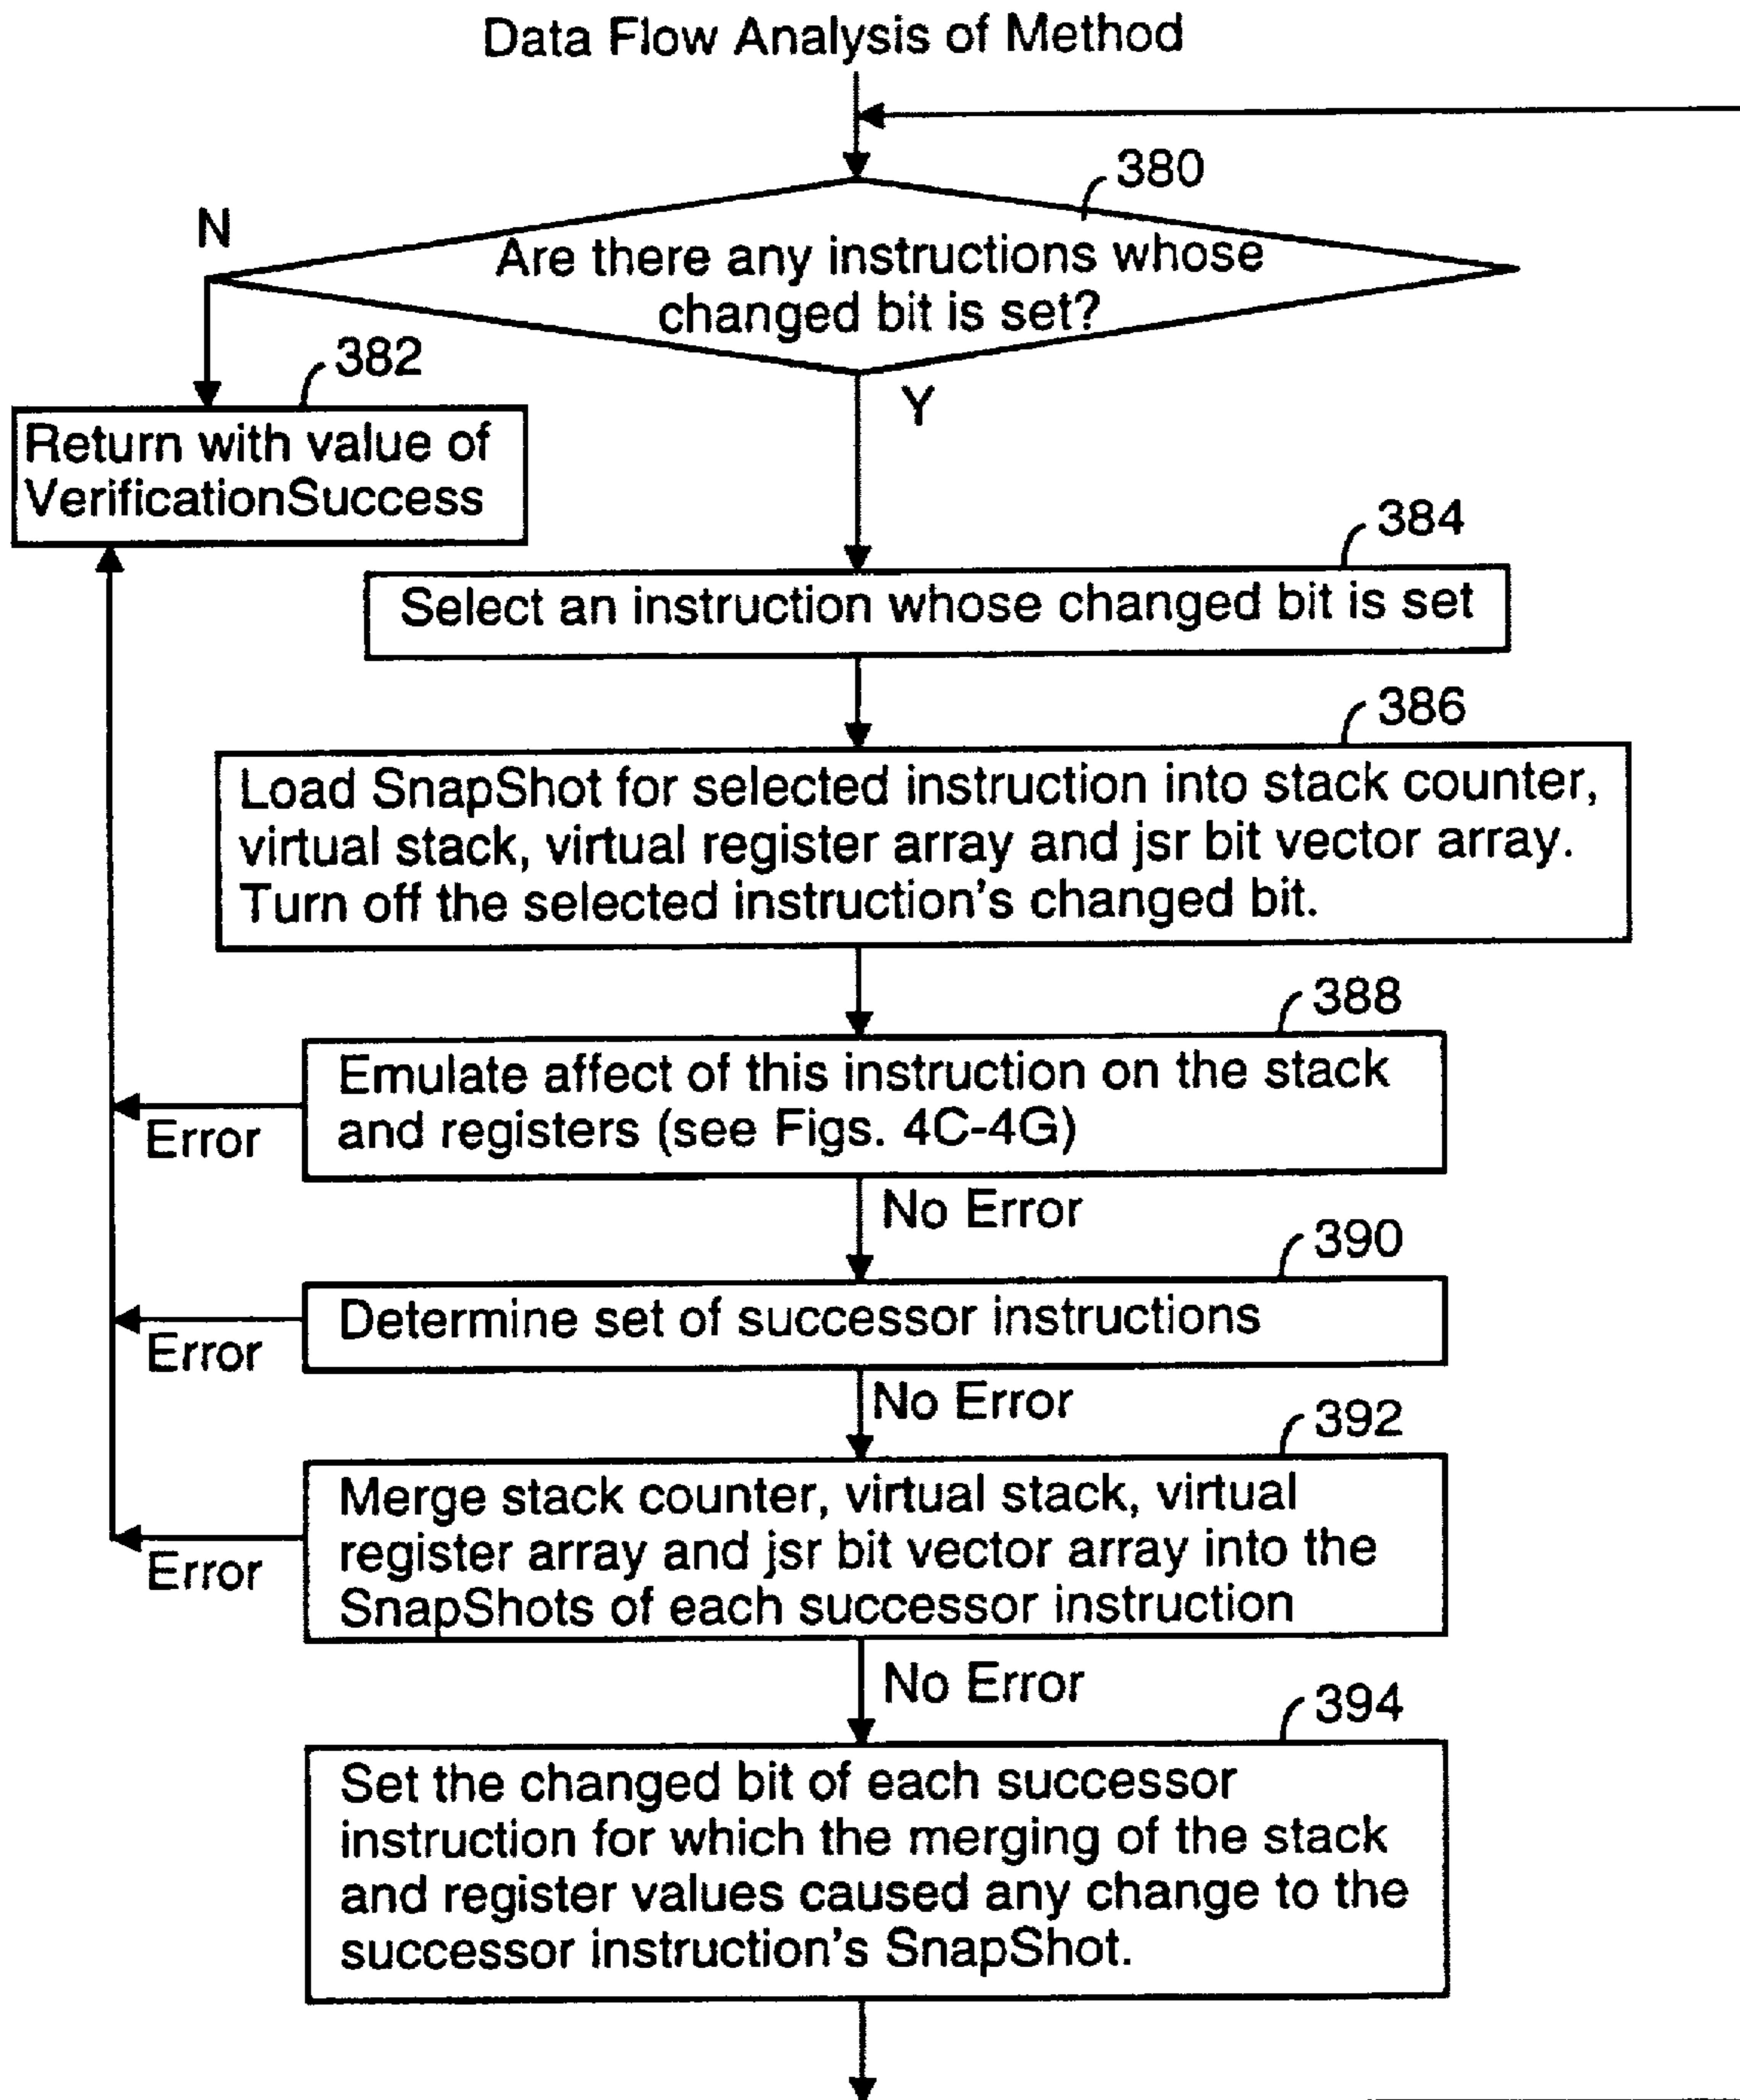 Data Flow Analysis of Method
380
N
Are there any instructions whose
changed bit is set?
382
Y
Return with value of
VerificationSuccess
384
Select an instruction whose changed bit is set
386
Load SnapShot for selected instruction into stack counter,
virtual stack, virtual register array and jsr bit vector array.
Turn off the selected instruction's changed bit.
388
Emulate affect of this instruction on the stack
and registers (see Figs. 4C-4G)
Error
No Error
390
Determine set of successor instructions
Error
No Error
392
Merge stack counter, virtual stack, virtual
register array and jsr bit vector array into the
SnapShots of each successor instruction
Error
No Error
394
Set the changed bit of each successor
instruction for which the merging of the stack
and register values caused any change to the
successor instruction's SnapShot.